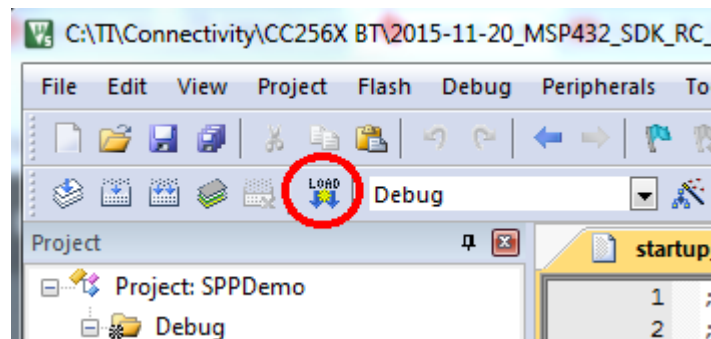 C:\TI\Connectivity\CC256X BT\2015-11-20_MSP432_SDK_RC_
File Edit View Project Flash Debug Peripherals To
LOAD Debug
Project
startup_
Project: SPPDemo
1 ;
Debug
2 ;